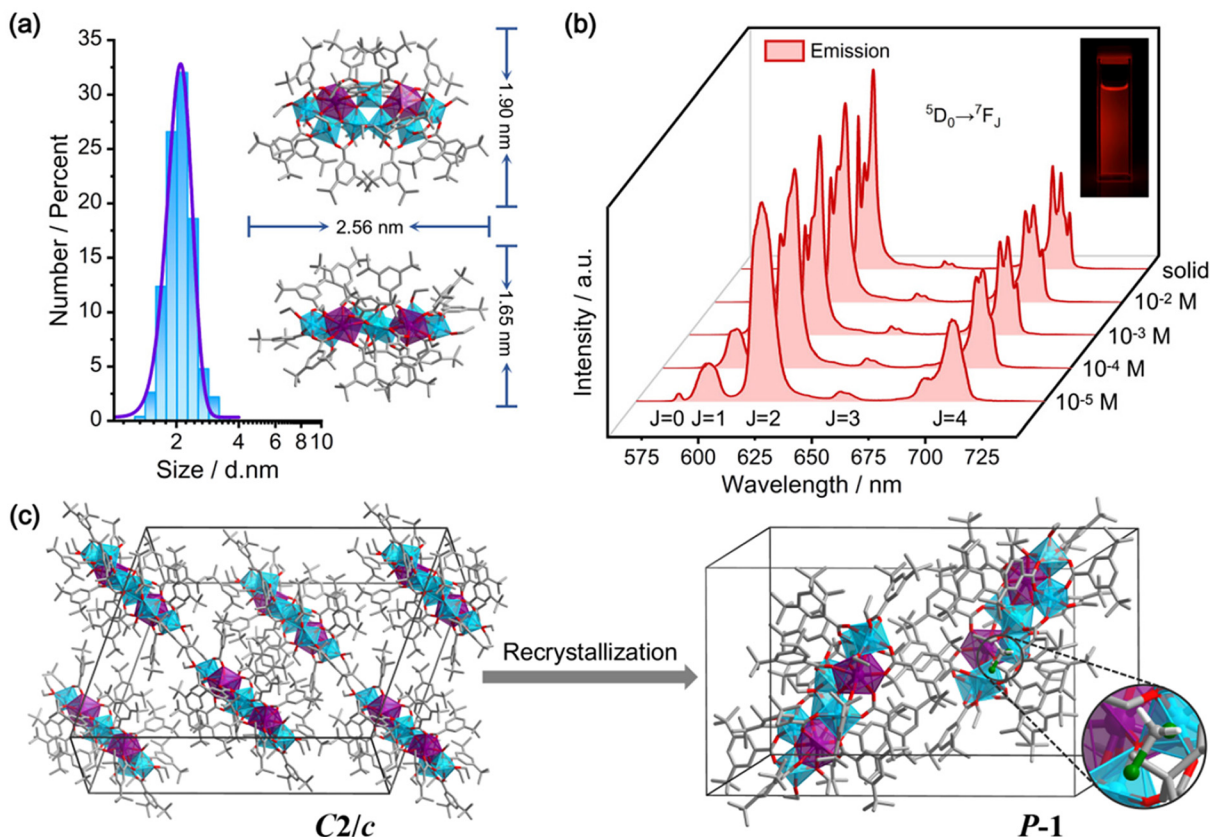 (a)
35
30
25
20
15
10
5
0
Number / Percent
2 4 6 8 10
Size / d.nm
1.90 nm
2.56 nm
1.65 nm
(b)
Emission
⁵D₀→⁷F_J
Intensity / a.u.
solid
10⁻² M
10⁻³ M
10⁻⁴ M
10⁻⁵ M
J=0 J=1 J=2 J=3 J=4
575 600 625 650 675 700 725
Wavelength / nm
(c)
Recrystallization
C2/c
P-1